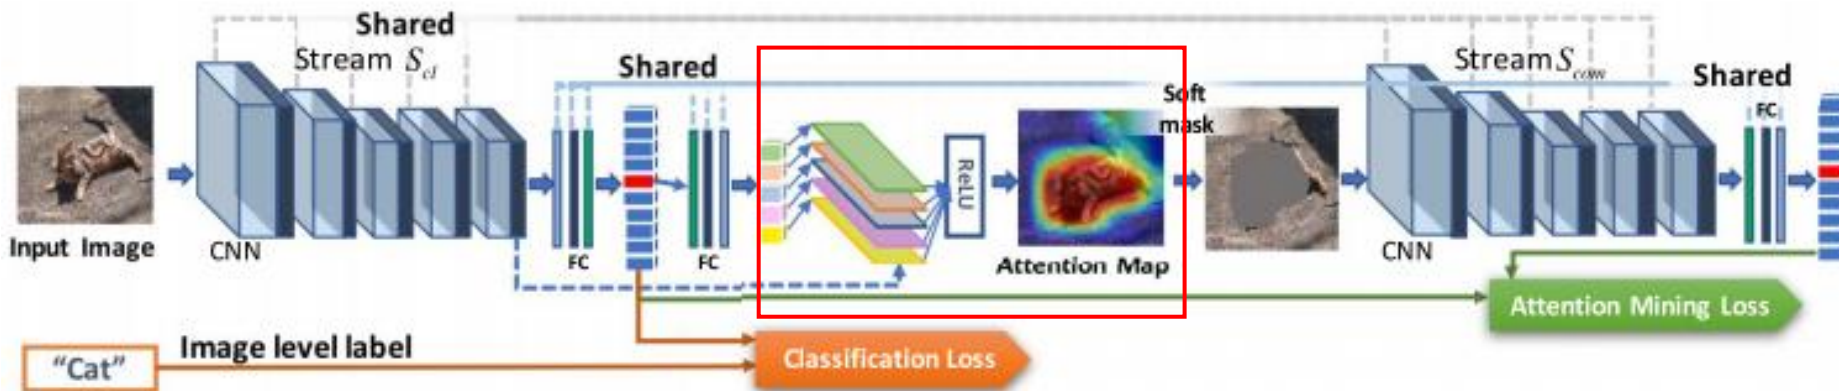 Shared
Stream S_cl
Shared
Stream S_com
Shared
FC
Soft
mask
ReLU
Input Image
CNN
FC
FC
Attention Map
CNN
Attention Mining Loss
"Cat"
Image level label
Classification Loss